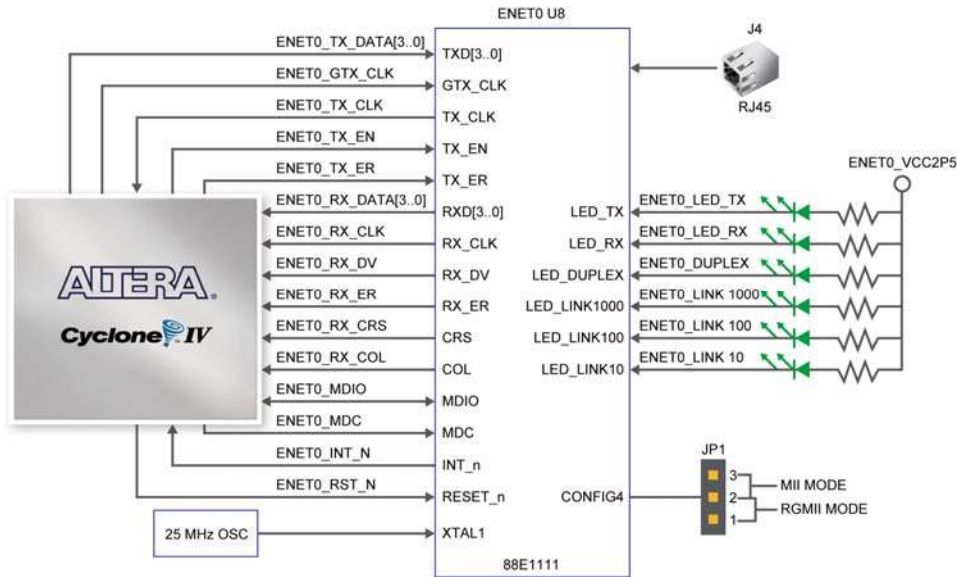 ENET0 U8
ENET0_TX_DATA[3..0]
TXD[3..0]
ENET0_GTX_CLK
GTX_CLK
ENET0_TX_CLK
TX_CLK
ENET0_TX_EN
TX_EN
ENET0_TX_ER
TX_ER
ENET0_RX_DATA[3..0]
RXD[3..0]
ENET0_RX_CLK
RX_CLK
ENET0_RX_DV
RX_DV
ENET0_RX_ER
RX_ER
ENET0_RX_CRS
CRS
ENET0_RX_COL
COL
ENET0_MDIO
MDIO
ENET0_MDC
MDC
ENET0_INT_N
INT_n
ENET0_RST_N
RESET_n
25 MHz OSC
XTAL1
ALTERA®
Cyclone IV
J4
RJ45
ENET0_VCC2P5
LED_TX
ENET0_LED_TX
LED_RX
ENET0_LED_RX
LED_DUPLEX
ENET0_DUPLEX
LED_LINK1000
ENET0_LINK 1000
LED_LINK100
ENET0_LINK 100
LED_LINK10
ENET0_LINK 10
JP1
CONFIG4
3
2
1
MII MODE
RGMII MODE
88E1111